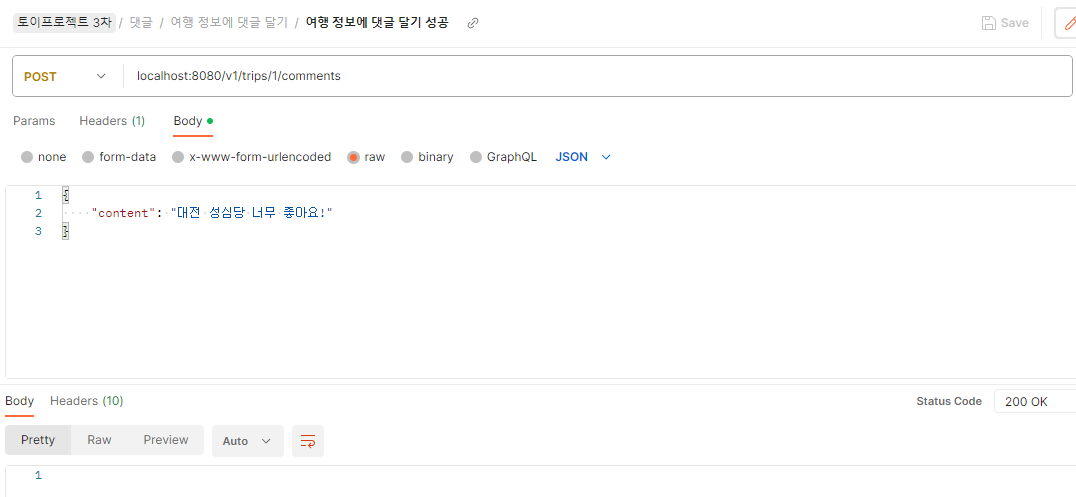 토이프로젝트 3차 / 댓글 / 여행 정보에 댓글 달기 / 여행 정보에 댓글 달기 성공
Save
POST
localhost:8080/v1/trips/1/comments
Params Headers (1) Body
none form-data x-www-form-urlencoded raw binary GraphQL JSON
1 {
2 "content": "대전 성심당 너무 좋아요!"
3 }
Body Headers (10) Status Code 200 OK
Pretty Raw Preview Auto
1